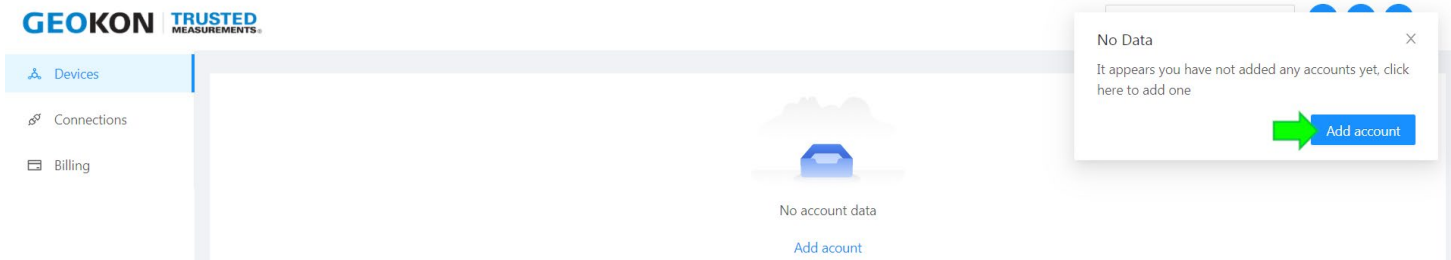 GEOKON TRUSTED
MEASUREMENTS®
Devices
Connections
Billing
No account data
Add acount
No Data
It appears you have not added any accounts yet, click
here to add one
Add account